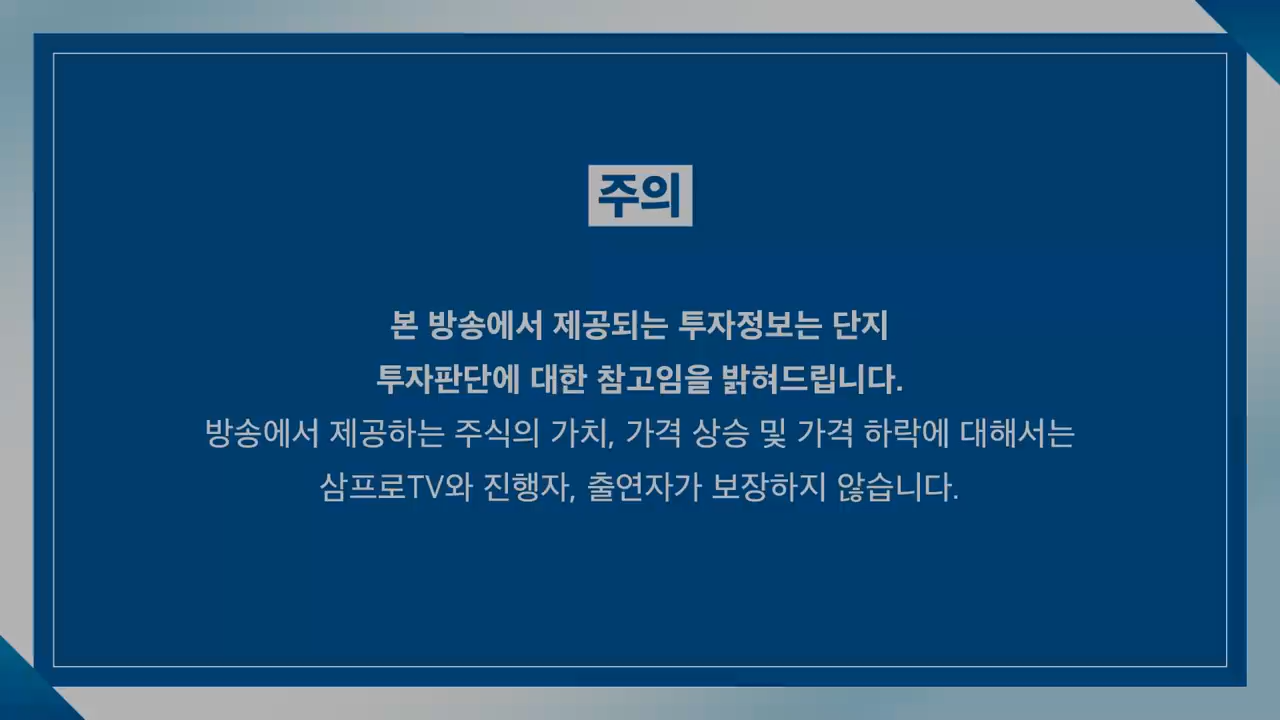 주의
본 방송에서 제공되는 투자정보는 단지
투자판단에 대한 참고임을 밝혀드립니다.
방송에서 제공하는 주식의 가치, 가격 상승 및 가격 하락에 대해서는
삼프로TV와 진행자, 출연자가 보장하지 않습니다.